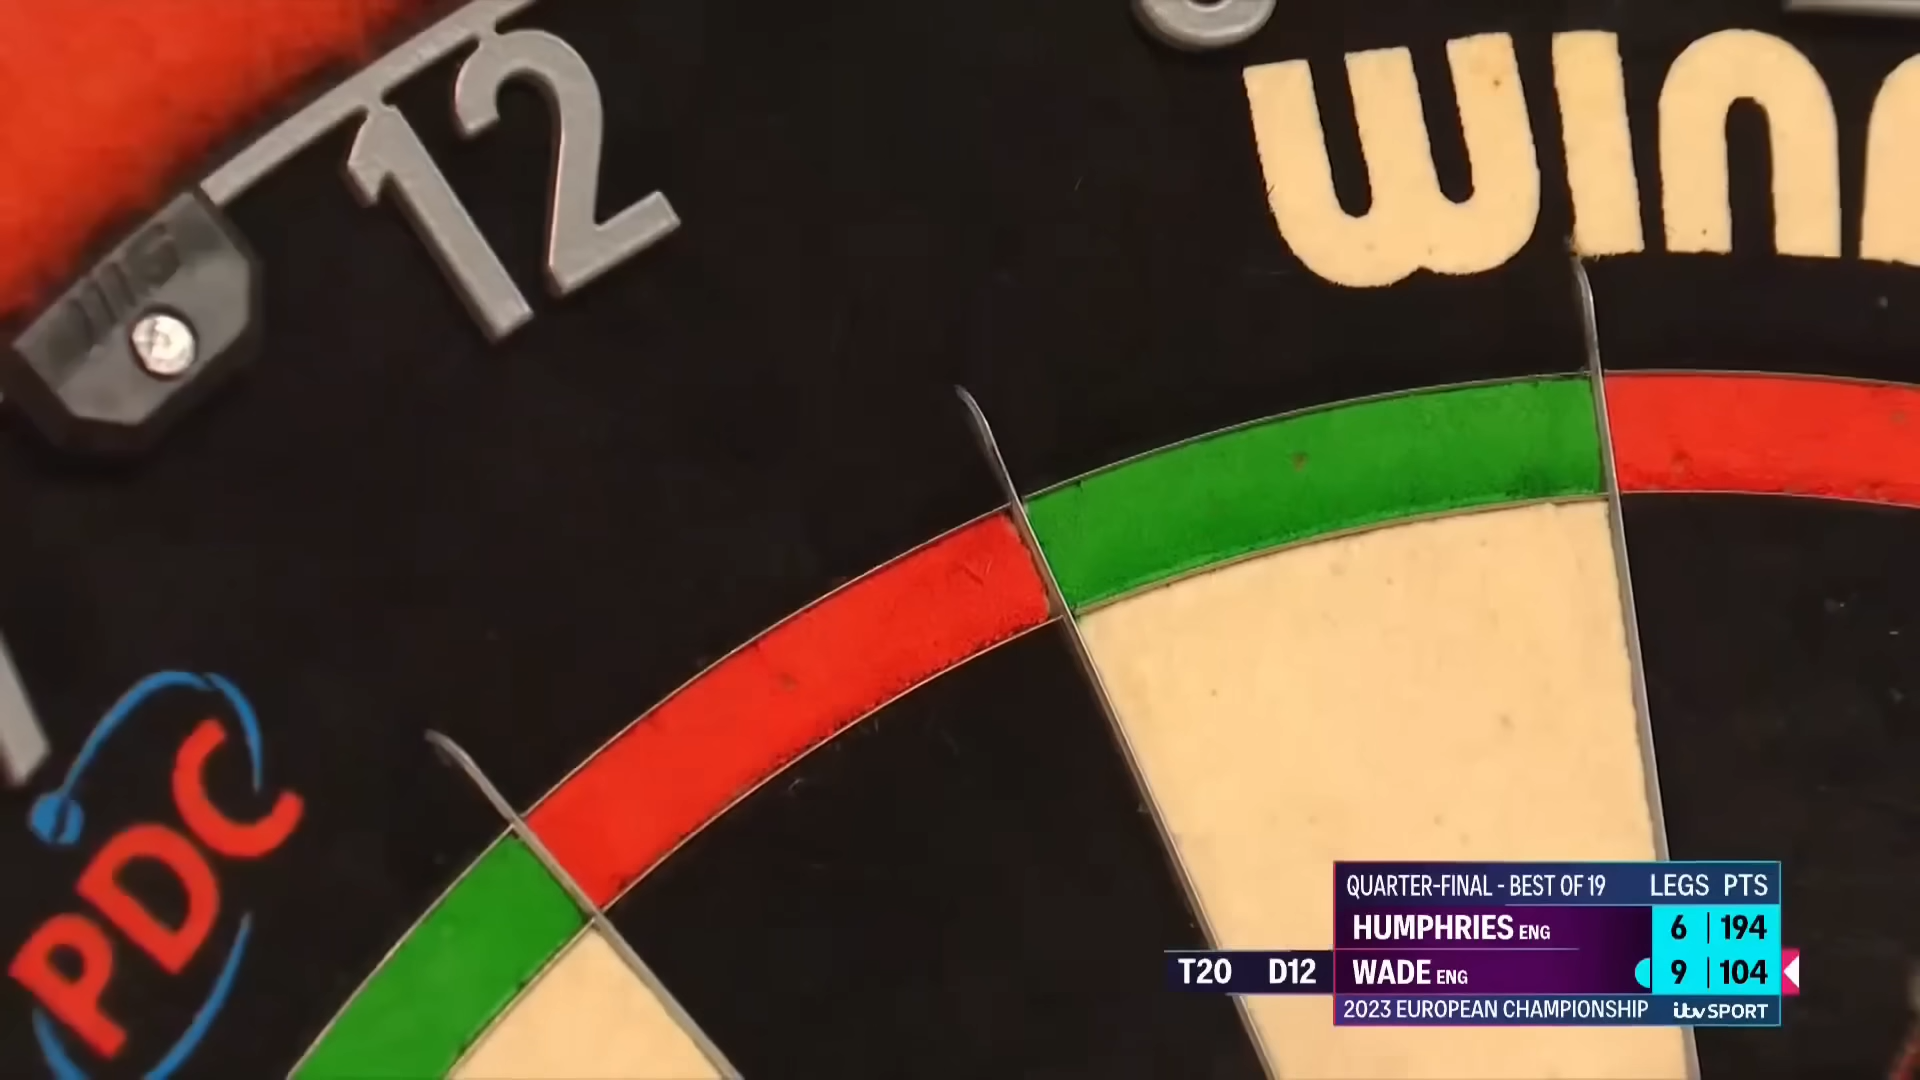 12
winn
PDC
QUARTER-FINAL - BEST OF 19 LEGS PTS
HUMPHRIES ENG 6 194
T20 D12 WADE ENG 9 104
2023 EUROPEAN CHAMPIONSHIP itv SPORT